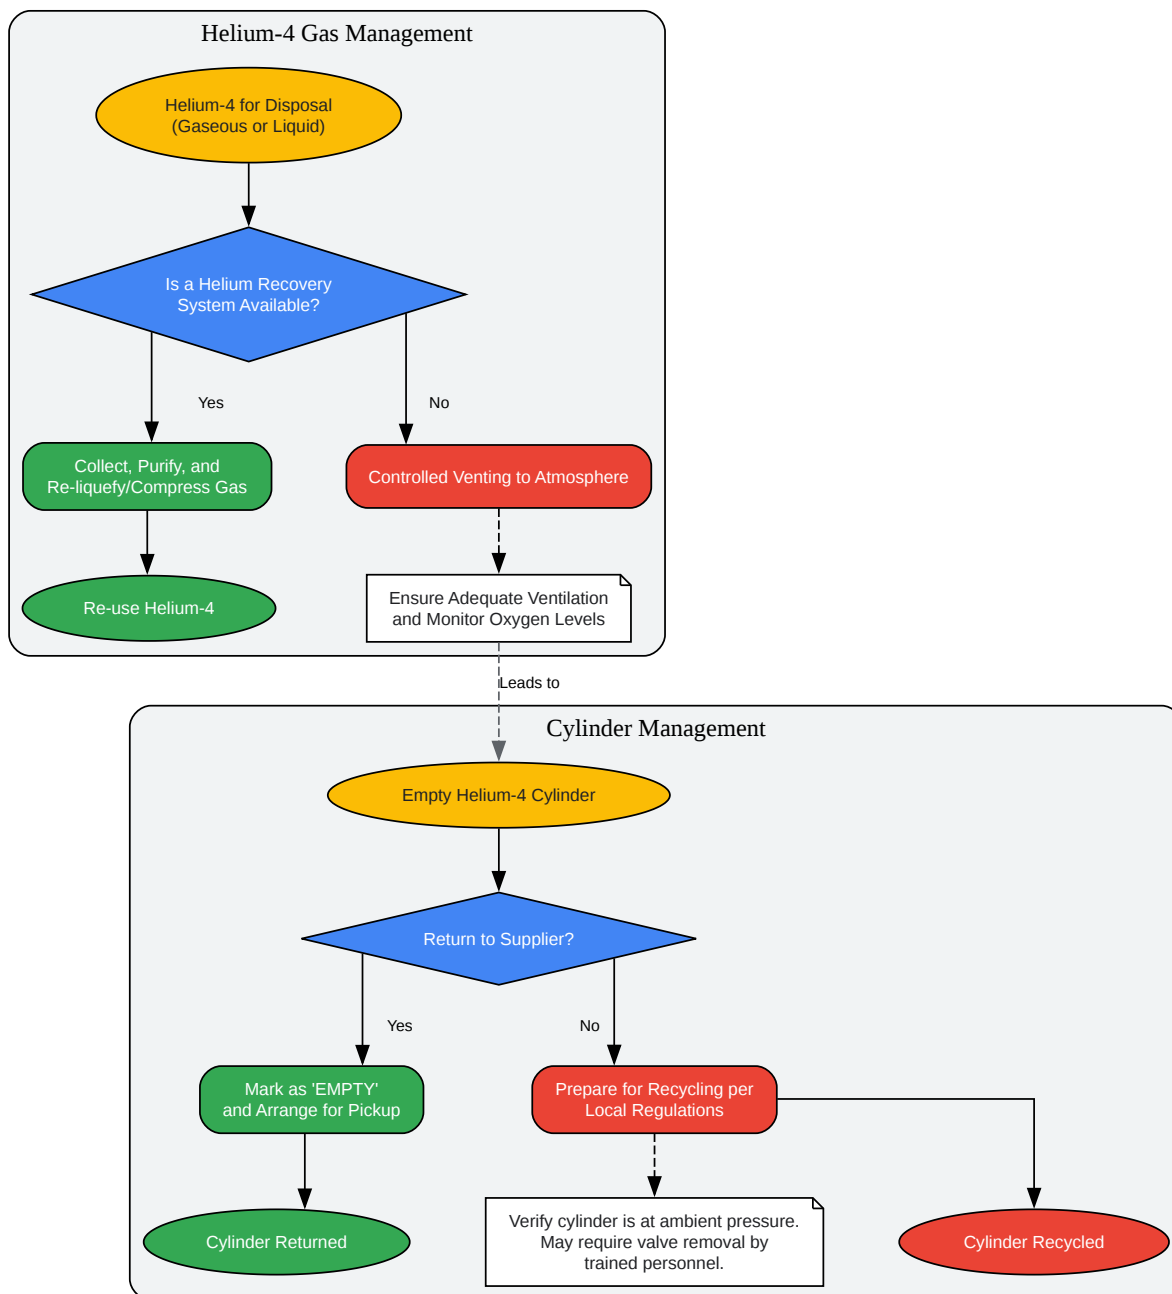 Helium-4 Gas Management
Helium-4 for Disposal
(Gaseous or Liquid)
Is a Helium Recovery
System Available?
Yes
No
Collect, Purify, and
Re-liquefy/Compress Gas
Controlled Venting to Atmosphere
Re-use Helium-4
Ensure Adequate Ventilation
and Monitor Oxygen Levels
Leads to
Cylinder Management
Empty Helium-4 Cylinder
Return to Supplier?
Yes
No
Mark as 'EMPTY'
and Arrange for Pickup
Prepare for Recycling per
Local Regulations
Cylinder Returned
Verify cylinder is at ambient pressure.
May require valve removal by
trained personnel.
Cylinder Recycled